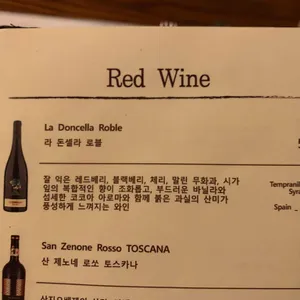 Red Wine
La Doncella Roble
라 돈셀라 로블
잘 익은 레드베리, 블랙베리, 체리, 말린 무화과, 시가
잎의 복합적인 향이 조화롭고, 부드러운 바닐라와
섬세한 코코아 아로마와 함께 붉은 과실의 산미가
풍성하게 느껴지는 와인
Tempranil
Syra
Spain
San Zenone Rosso TOSCANA
산 제노네 로쏘 토스카나